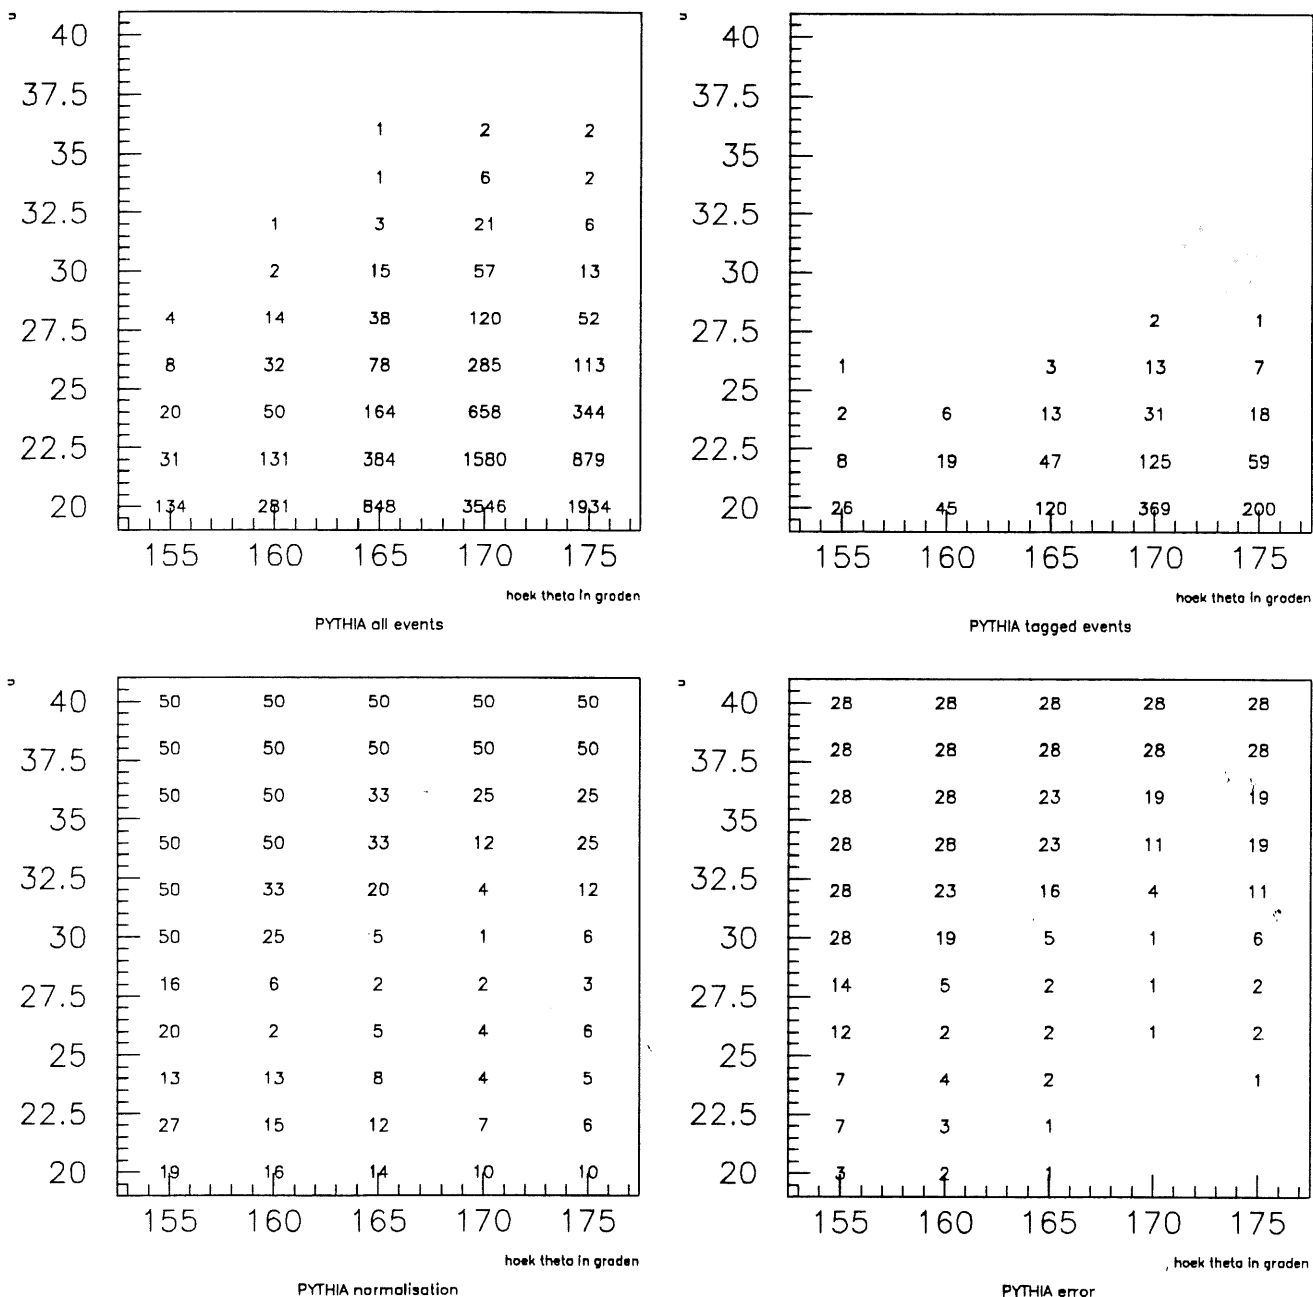 40
37.5
35 1 2 2
1 6 2
32.5 1 3 21 6
30 2 15 57 13
27.5 4 14 38 120 52
8 32 78 285 113
25
20 50 164 658 344
22.5 31 131 384 1580 879
20 134 281 848 3546 1934
155 160 165 170 175
hoek theta in graden
PYTHIA all events
40
37.5
35
32.5
30
27.5 2 1
1 3 13 7
25
2 6 13 31 18
22.5 8 19 47 125 59
20 26 45 120 369 200
155 160 165 170 175
hoek theta in graden
PYTHIA tagged events
40 50 50 50 50 50
37.5 50 50 50 50 50
50 50 33 25 25
35
50 50 33 12 25
32.5 50 33 20 4 12
30 50 25 5 1 6
27.5 16 6 2 2 3
20 2 5 4 6
25
13 13 8 4 5
22.5 27 15 12 7 6
20 19 16 14 10 10
155 160 165 170 175
hoek theta in graden
PYTHIA normalisation
40 28 28 28 28 28
37.5 28 28 28 28 28
28 28 23 19 19
35
28 28 23 11 19
32.5 28 23 16 4 11
30 28 19 5 1 6
27.5 14 5 2 1 2
12 2 2 1 2
25
7 4 2 1
22.5 7 3 1
20 3 2 1
155 160 165 170 175
hoek theta in graden
PYTHIA error